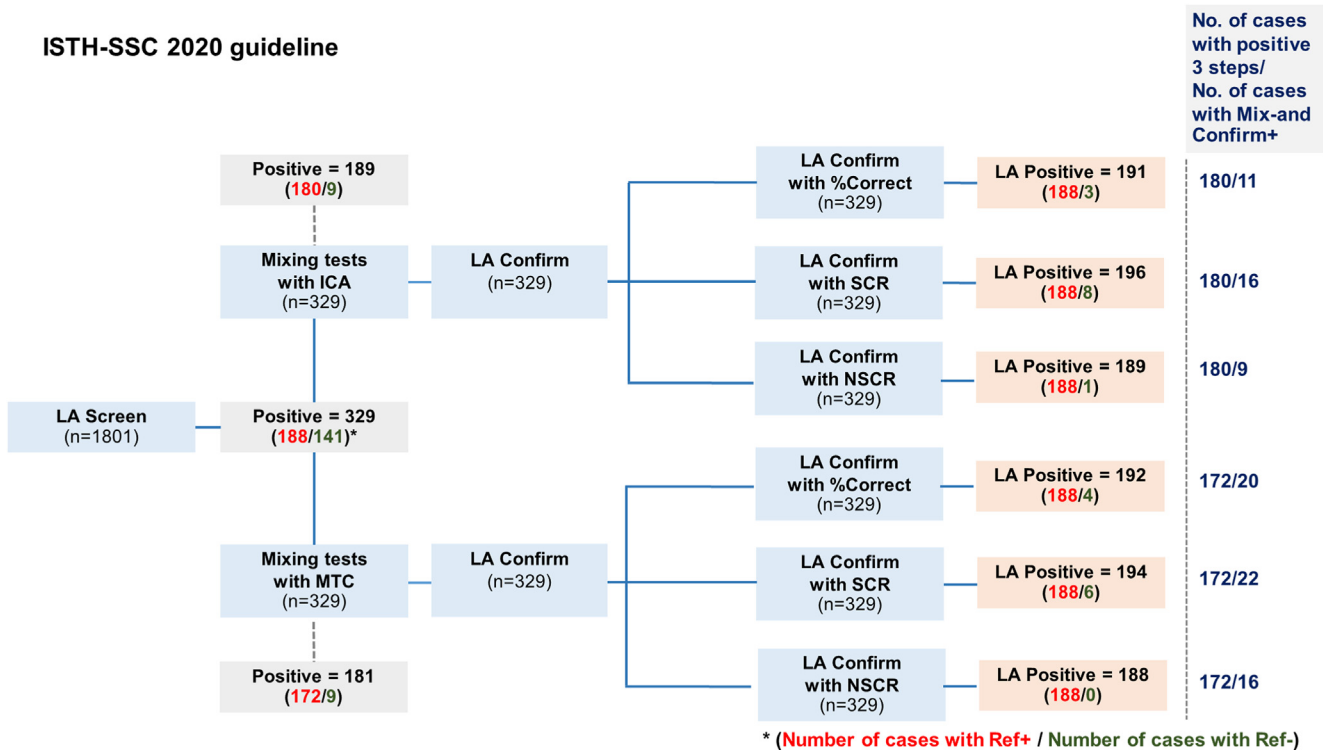 ISTH-SSC 2020 guideline
No. of cases
with positive
3 steps/
No. of cases
with Mix-and
Confirm+
Positive = 189
(180/9)
Mixing tests
with ICA
(n=329)
LA Confirm
(n=329)
LA Confirm
with %Correct
(n=329)
LA Positive = 191
(188/3)
180/11
LA Confirm
with SCR
(n=329)
LA Positive = 196
(188/8)
180/16
LA Confirm
with NSCR
(n=329)
LA Positive = 189
(188/1)
180/9
LA Screen
(n=1801)
Positive = 329
(188/141)*
LA Confirm
with %Correct
(n=329)
LA Positive = 192
(188/4)
172/20
Mixing tests
with MTC
(n=329)
LA Confirm
(n=329)
LA Confirm
with SCR
(n=329)
LA Positive = 194
(188/6)
172/22
Positive = 181
(172/9)
LA Confirm
with NSCR
(n=329)
LA Positive = 188
(188/0)
172/16
* (Number of cases with Ref+ / Number of cases with Ref-)